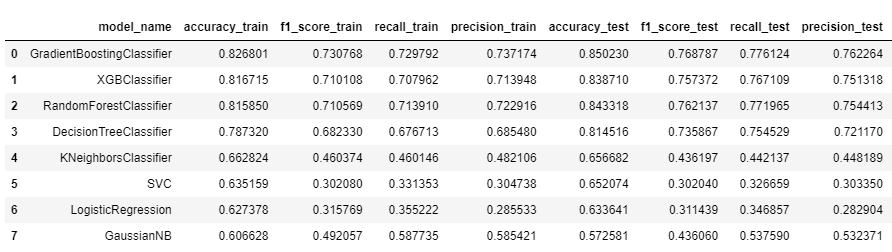 model_name accuracy_train f1_score_train recall_train precision_train accuracy_test f1_score_test recall_test precision_test
0 GradientBoostingClassifier 0.826801 0.730768 0.729792 0.737174 0.850230 0.768787 0.776124 0.762264
1 XGBClassifier 0.816715 0.710108 0.707962 0.713948 0.838710 0.757372 0.767109 0.751318
2 RandomForestClassifier 0.815850 0.710569 0.713910 0.722916 0.843318 0.762137 0.771965 0.754413
3 DecisionTreeClassifier 0.787320 0.682330 0.676713 0.685480 0.814516 0.735867 0.754529 0.721170
4 KNeighborsClassifier 0.662824 0.460374 0.460146 0.482106 0.656682 0.436197 0.442137 0.448189
5 SVC 0.635159 0.302080 0.331353 0.304738 0.652074 0.302040 0.326659 0.303350
6 LogisticRegression 0.627378 0.315769 0.355222 0.285533 0.633641 0.311439 0.346857 0.282904
7 GaussianNB 0.606628 0.492057 0.587735 0.585421 0.572581 0.436060 0.537590 0.532371